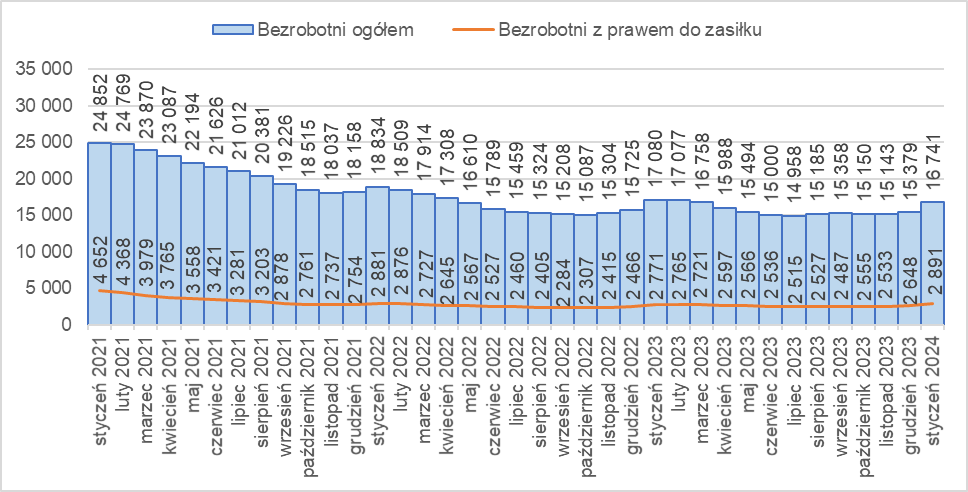 Bezrobotni ogółem
Bezrobotni z prawem do zasiłku
35 000
30 000
25 000
20 000
15 000
10 000
5 000
0
24 852
24 769
23 870
23 087
22 194
21 626
21 012
20 381
19 226
18 515
18 037
18 158
18 834
18 509
17 914
17 308
16 610
15 789
15 459
15 324
15 208
15 087
15 304
15 725
17 080
17 077
16 758
15 988
15 494
15 000
14 958
15 185
15 358
15 150
15 143
15 379
16 741
4 652
4 368
3 979
3 765
3 558
3 421
3 281
3 203
2 878
2 761
2 737
2 754
2 881
2 876
2 727
2 645
2 567
2 527
2 460
2 405
2 284
2 307
2 415
2 466
2 771
2 765
2 721
2 597
2 566
2 536
2 515
2 527
2 487
2 555
2 533
2 648
2 891
styczeń 2021
luty 2021
marzec 2021
kwiecień 2021
maj 2021
czerwiec 2021
lipiec 2021
sierpień 2021
wrzesień 2021
październik 2021
listopad 2021
grudzień 2021
styczeń 2022
luty 2022
marzec 2022
kwiecień 2022
maj 2022
czerwiec 2022
lipiec 2022
sierpień 2022
wrzesień 2022
październik 2022
listopad 2022
grudzień 2022
styczeń 2023
luty 2023
marzec 2023
kwiecień 2023
maj 2023
czerwiec 2023
lipiec 2023
sierpień 2023
wrzesień 2023
październik 2023
listopad 2023
grudzień 2023
styczeń 2024